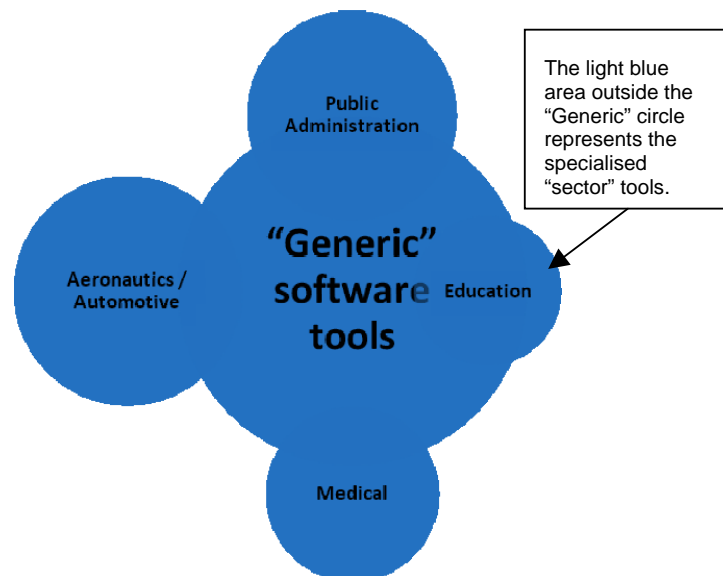 Public
Administration
The light blue
area outside the
“Generic” circle
represents the
specialised
“sector” tools.
“Generic”
software
tools
Aeronautics /
Automotive
Education
Medical